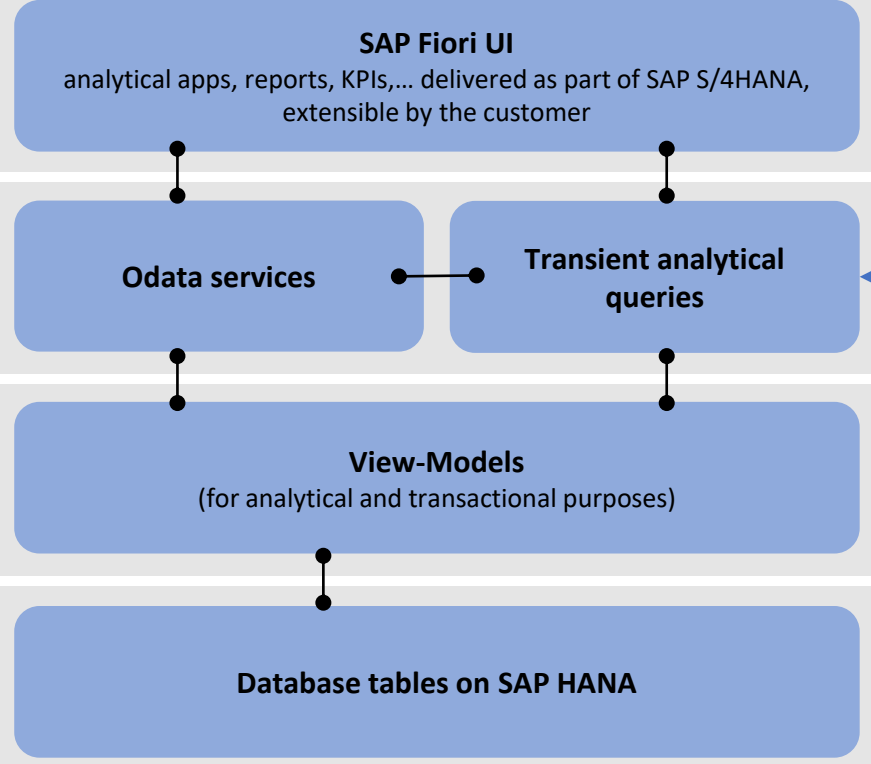 SAP Fiori UI
analytical apps, reports, KPIs,... delivered as part of SAP S/4HANA,
extensible by the customer
Odata services
Transient analytical
queries
View-Models
(for analytical and transactional purposes)
Database tables on SAP HANA